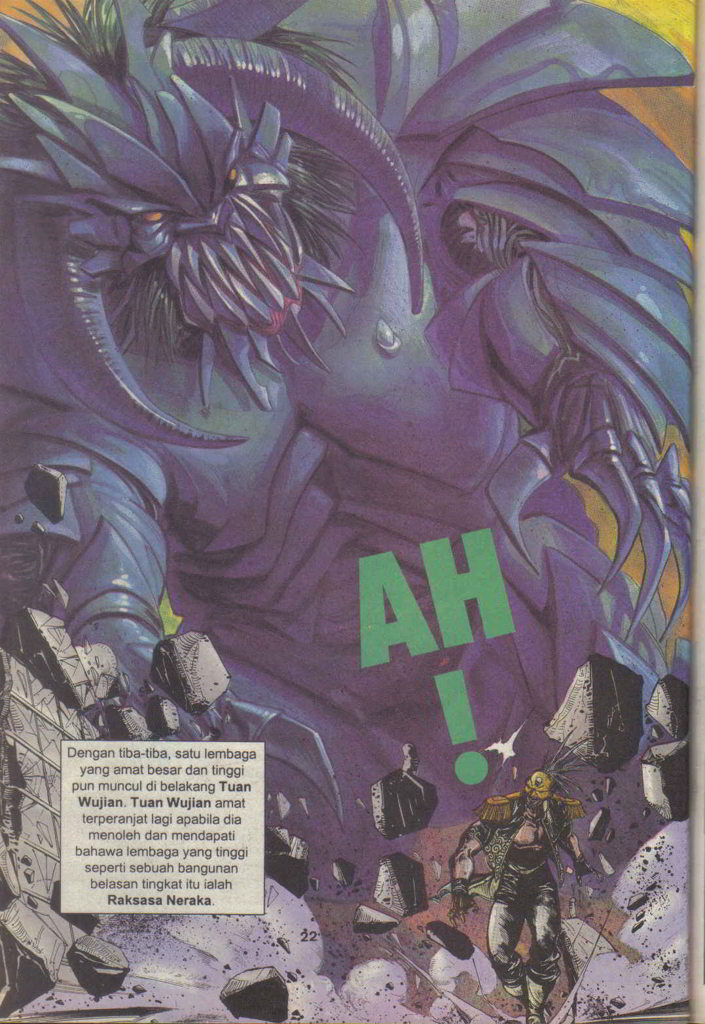 AH
!
Dengan tiba-tiba, satu lembaga
yang amat besar dan tinggi
pun muncul di belakang Tuan
Wujian. Tuan Wujian amat
terperanjat lagi apabila dia
menoleh dan mendapati
bahawa lembaga yang tinggi
seperti sebuah bangunan
belasan tingkat itu ialah
Raksasa Neraka.
22